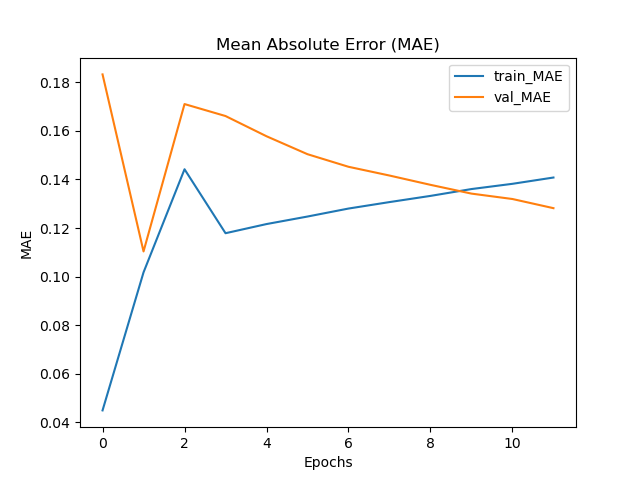 Mean Absolute Error (MAE)
train_MAE
val_MAE
0.18
0.16
0.14
0.12
0.10
0.08
0.06
0.04
MAE
0 2 4 6 8 10
Epochs